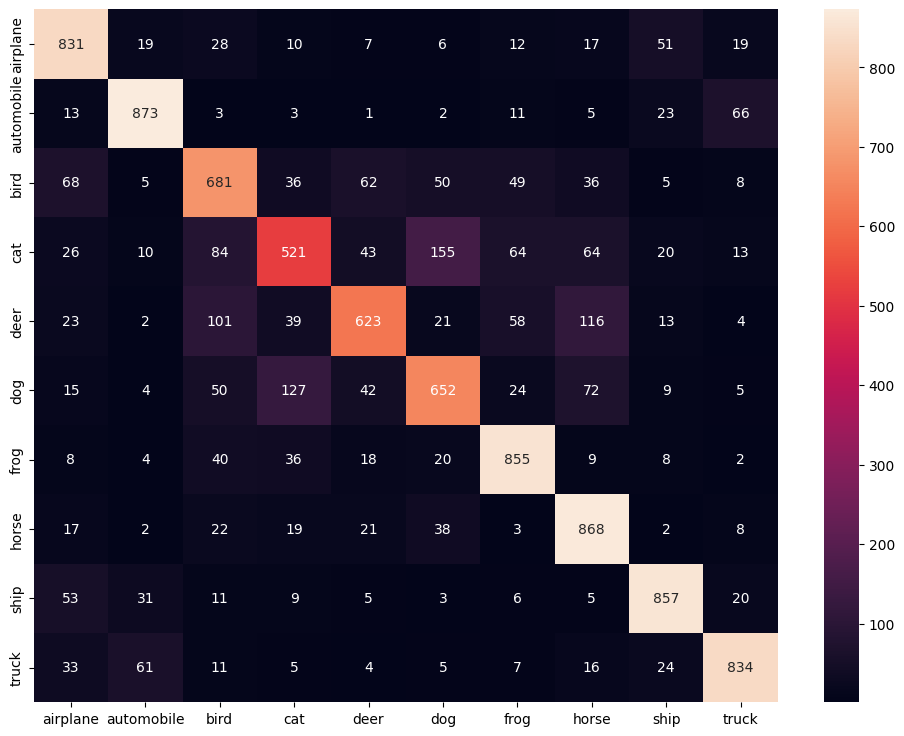 airplane 831 19 28 10 7 6 12 17 51 19
automobile 13 873 3 3 1 2 11 5 23 66
bird 68 5 681 36 62 50 49 36 5 8
cat 26 10 84 521 43 155 64 64 20 13
deer 23 2 101 39 623 21 58 116 13 4
dog 15 4 50 127 42 652 24 72 9 5
frog 8 4 40 36 18 20 855 9 8 2
horse 17 2 22 19 21 38 3 868 2 8
ship 53 31 11 9 5 3 6 5 857 20
truck 33 61 11 5 4 5 7 16 24 834
airplane automobile bird cat deer dog frog horse ship truck
800
700
600
500
400
300
200
100